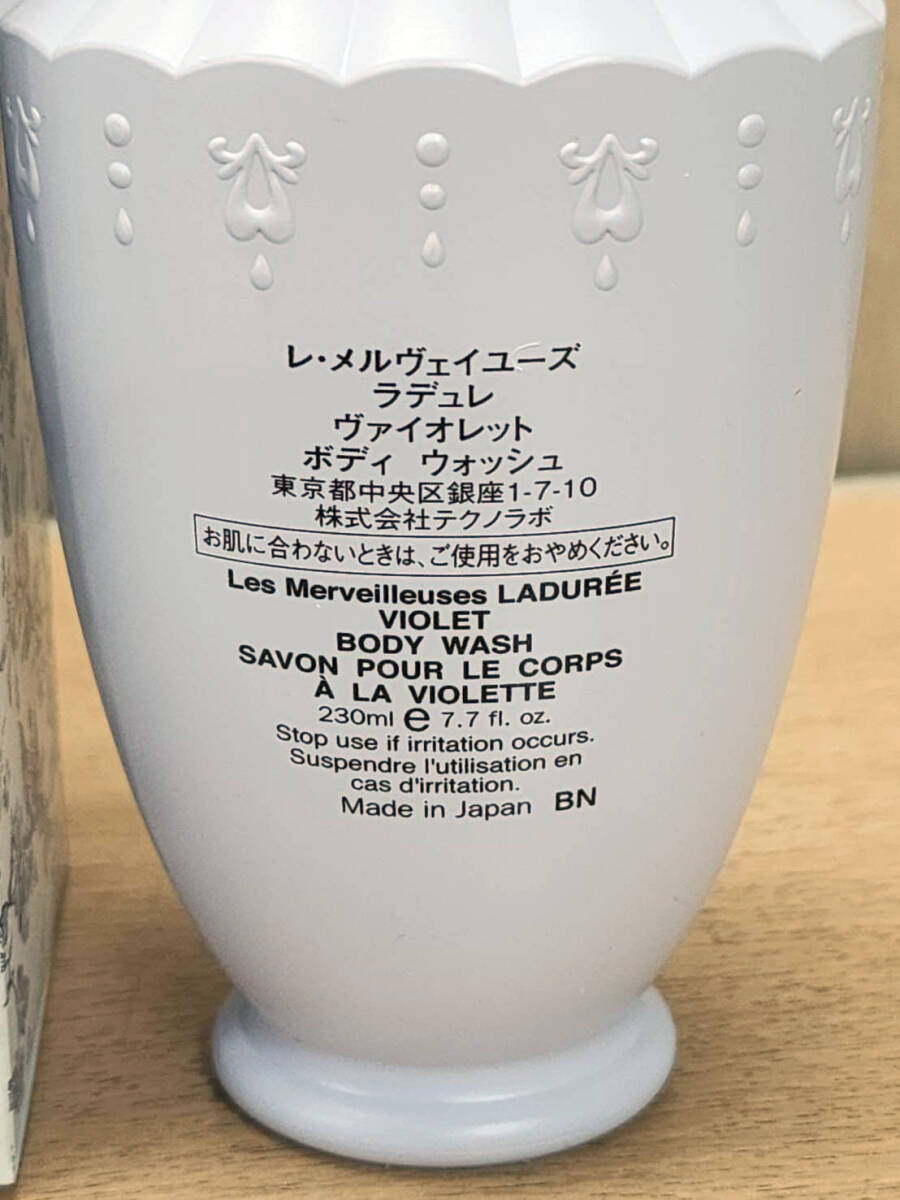 レ・メルヴェイユーズ
ラデュレ
ヴァイオレット
ボディ ウォッシュ
東京都中央区銀座1-7-10
株式会社テクノラボ
お肌に合わないときは、ご使用をおやめください。
Les Merveilleuses LADURÉE
VIOLET
BODY WASH
SAVON POUR LE CORPS
À LA VIOLETTE
230ml e 7.7 fl. oz.
Stop use if irritation occurs.
Suspendre l'utilisation en
cas d'irritation.
Made in Japan BN